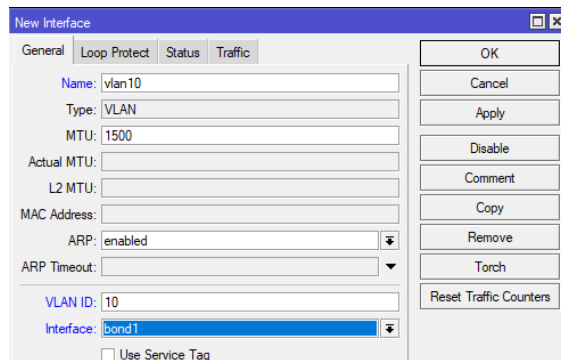 New Interface
General Loop Protect Status Traffic
OK
Name: vlan10
Cancel
Type: VLAN
Apply
MTU: 1500
Disable
Actual MTU:
Comment
L2 MTU:
Copy
MAC Address:
Remove
ARP: enabled
Torch
ARP Timeout:
Reset Traffic Counters
VLAN ID: 10
Interface: bond1
Use Service Tag